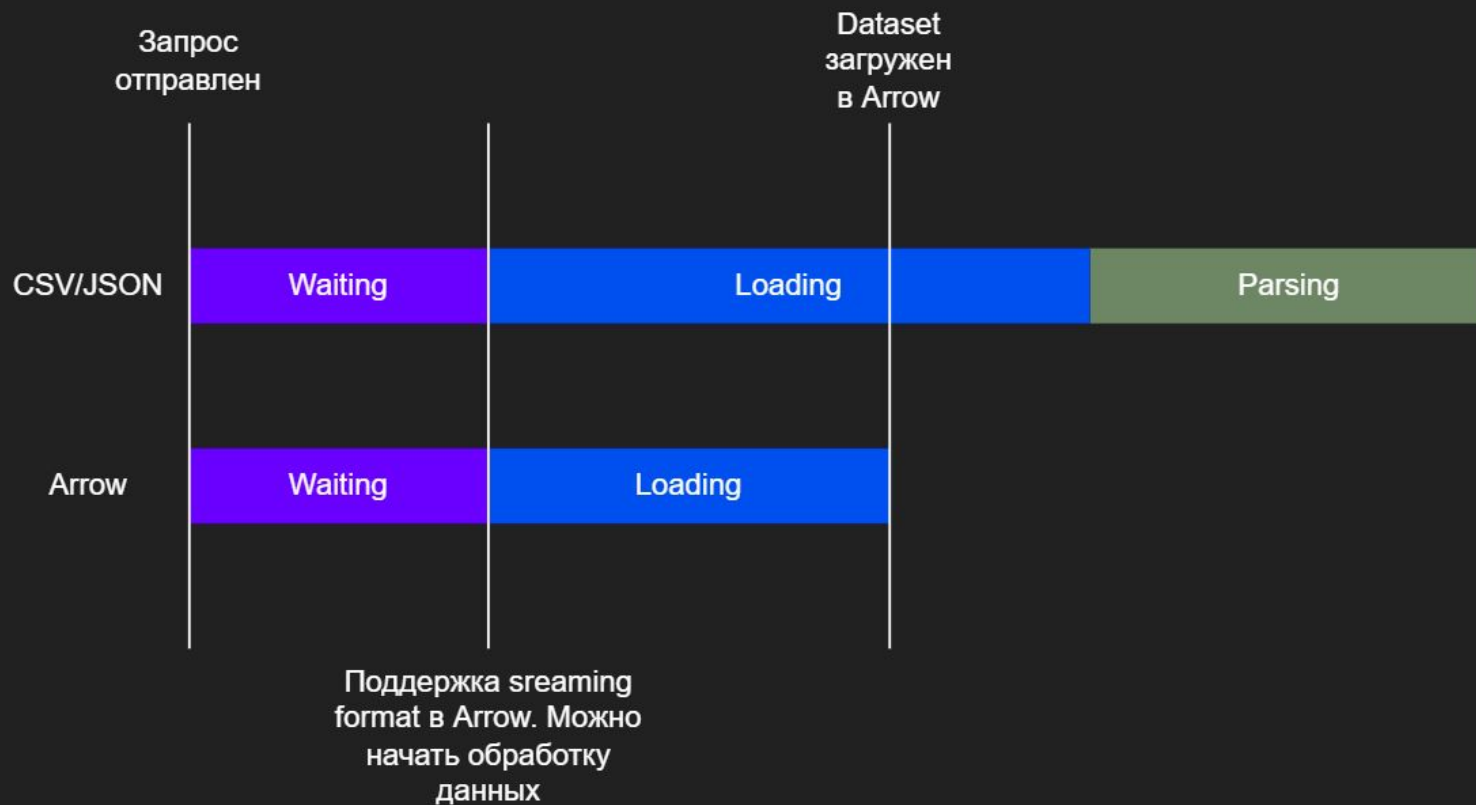 Запрос
отправлен
Dataset
загружен
в Arrow
CSV/JSON
Waiting
Loading
Parsing
Arrow
Waiting
Loading
Поддержка sreaming
format в Arrow. Можно
начать обработку
данных